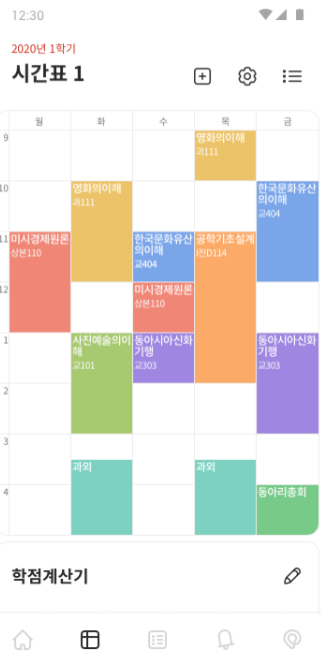 12:30
2020년 1학기
시간표 1
월 화 수 목 금
9
영화의이해
과111
10
영화의이해
과111
한국문화유산
의이해
교404
11
미시경제원론
상본110
한국문화유산
의이해
교404
공학기초설계
I진D114
12
미시경제원론
상본110
1
사진예술의이
해
교101
동아시아신화
기행
교303
동아시아신화
기행
교303
2
3
과외
과외
4
동아리총회
학점계산기